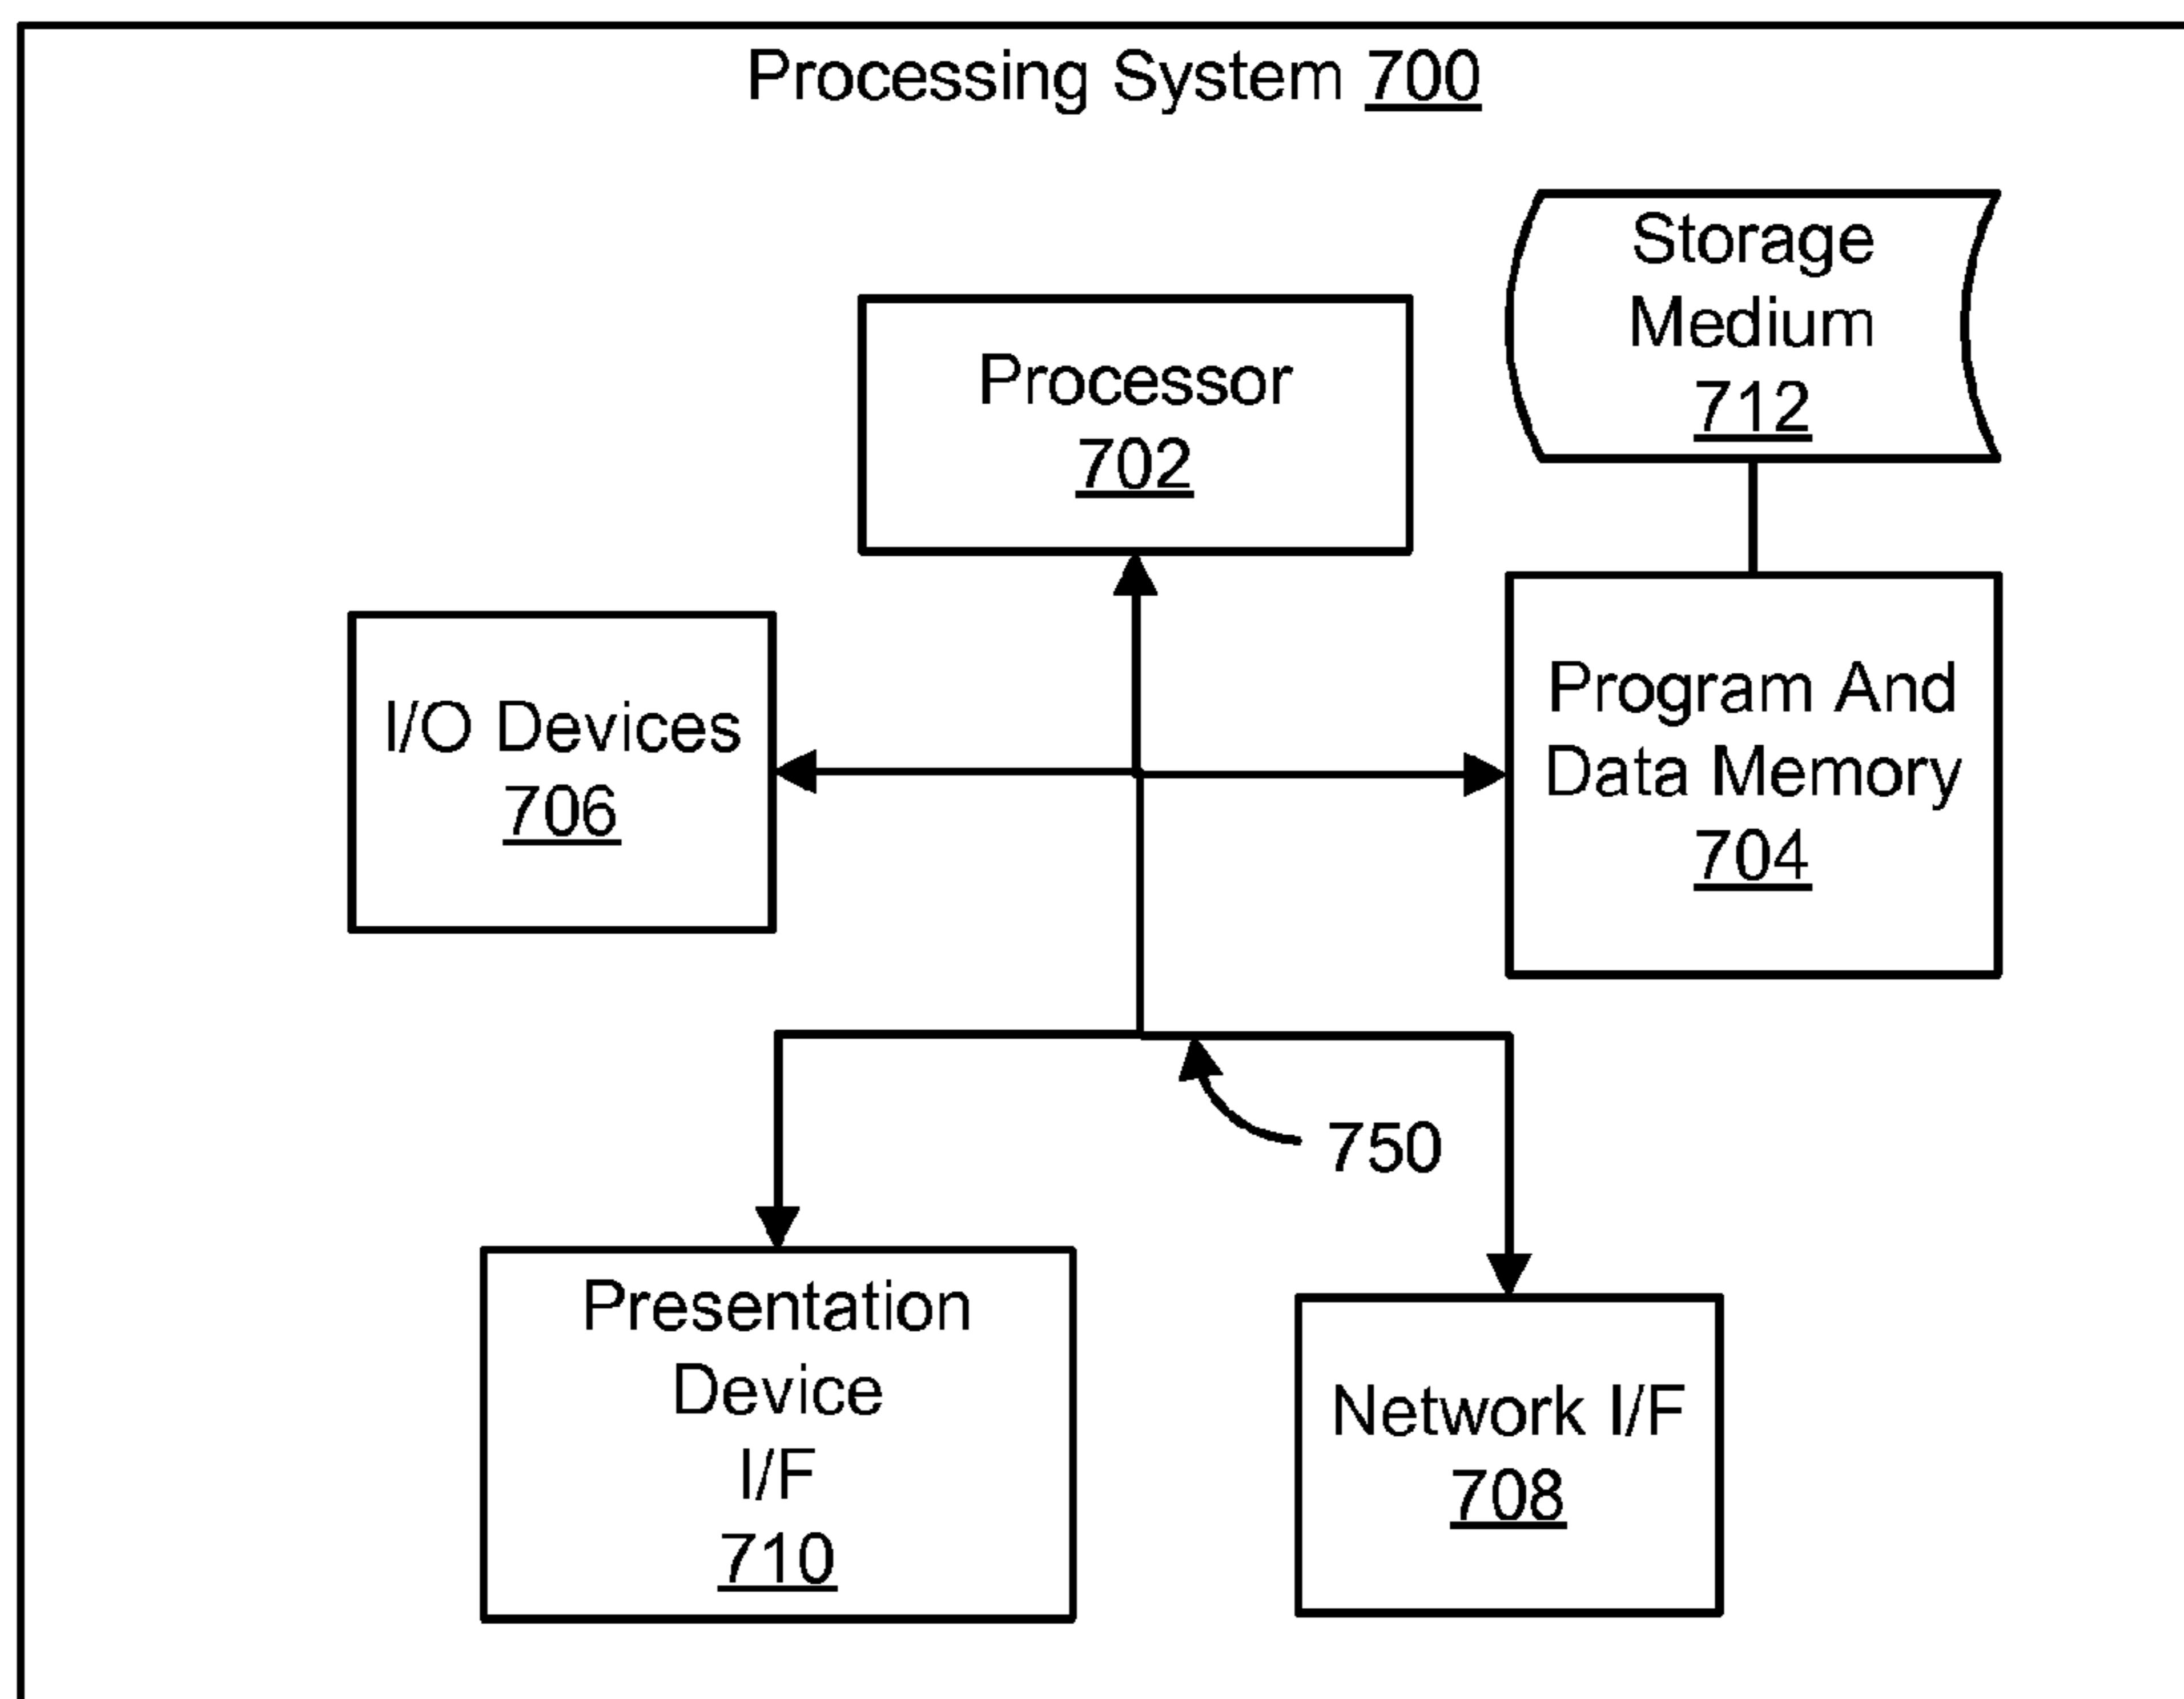 Processing System 700
Storage
Medium
712
Processor
702
I/O Devices
706
Program And
Data Memory
704
750
Presentation
Device
I/F
710
Network I/F
708